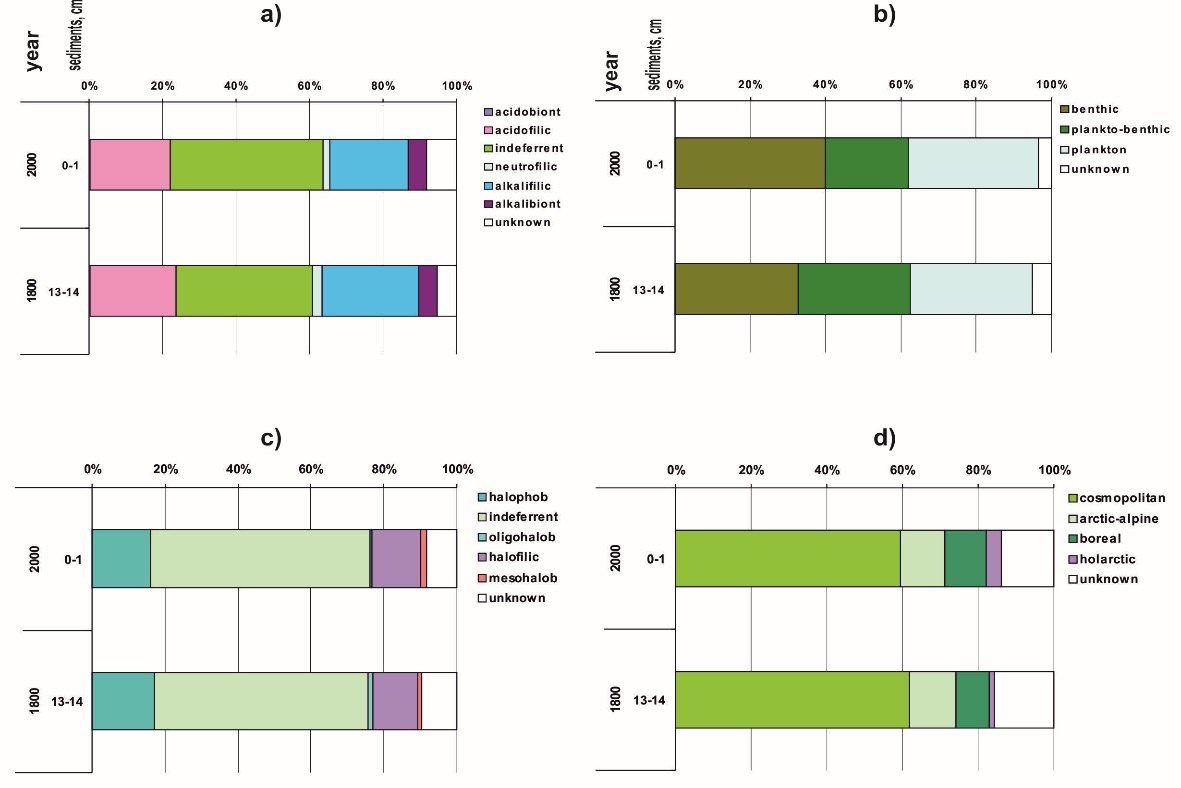 a)
year
sediments, cm
0% 20% 40% 60% 80% 100%
2000 0-1
1800 13-14
acidobiont
acidofilic
indeferrent
neutrofilic
alkalifilic
alkalibiont
unknown
b)
year
sediments, cm
0% 20% 40% 60% 80% 100%
2000 0-1
1800 13-14
benthic
plankto-benthic
plankton
unknown
c)
0% 20% 40% 60% 80% 100%
2000 0-1
1800 13-14
halophob
indeferrent
oligohalob
halofilic
mesohalob
unknown
d)
0% 20% 40% 60% 80% 100%
2000 0-1
1800 13-14
cosmopolitan
arctic-alpine
boreal
holarctic
unknown